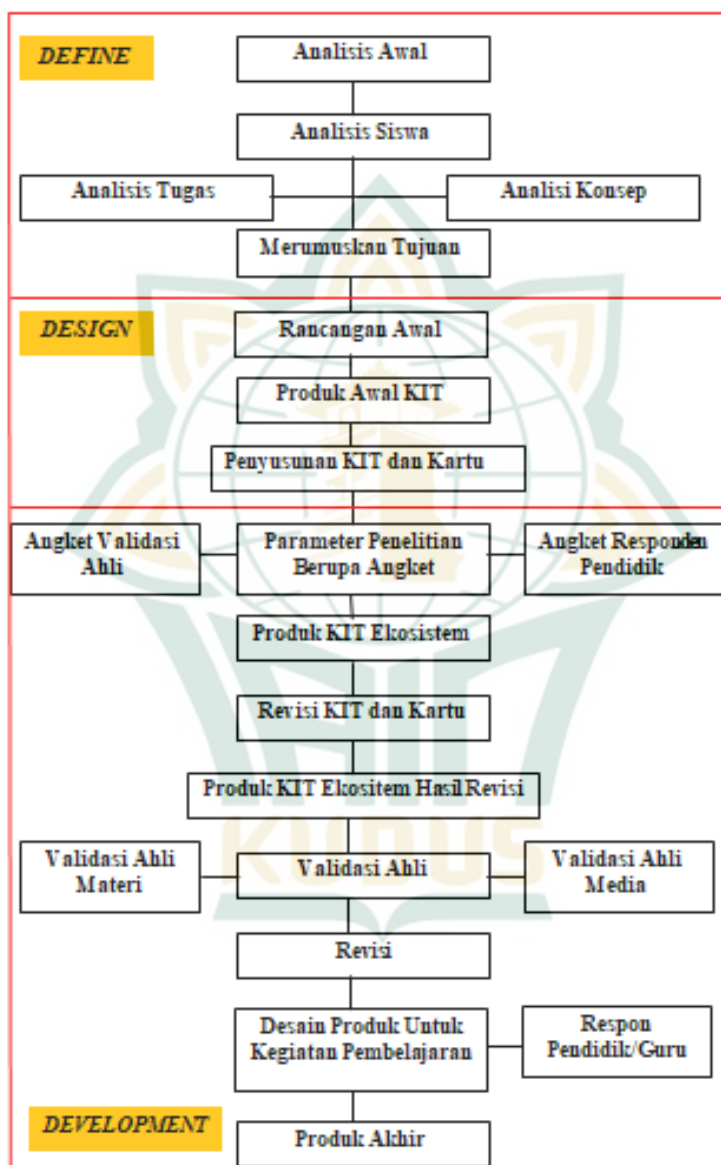 DEFINE
Analisis Awal
Analisis Siswa
Analisis Tugas
Analisi Konsep
Merumuskan Tujuan
DESIGN
Rancangan Awal
Produk Awal KIT
Penyusunan KIT dan Kartu
Angket Validasi
Ahli
Parameter Penelitian
Berupa Angket
Angket Responden
Pendidik
Produk KIT Ekosistem
Revisi KIT dan Kartu
Produk KIT Ekositem Hasil Revisi
Validasi Ahli
Materi
Validasi Ahli
Validasi Ahli
Media
Revisi
Desain Produk Untuk
Kegiatan Pembelajaran
Respon
Pendidik/Guru
DEVELOPMENT
Produk Akhir
IAIN
KUDUS